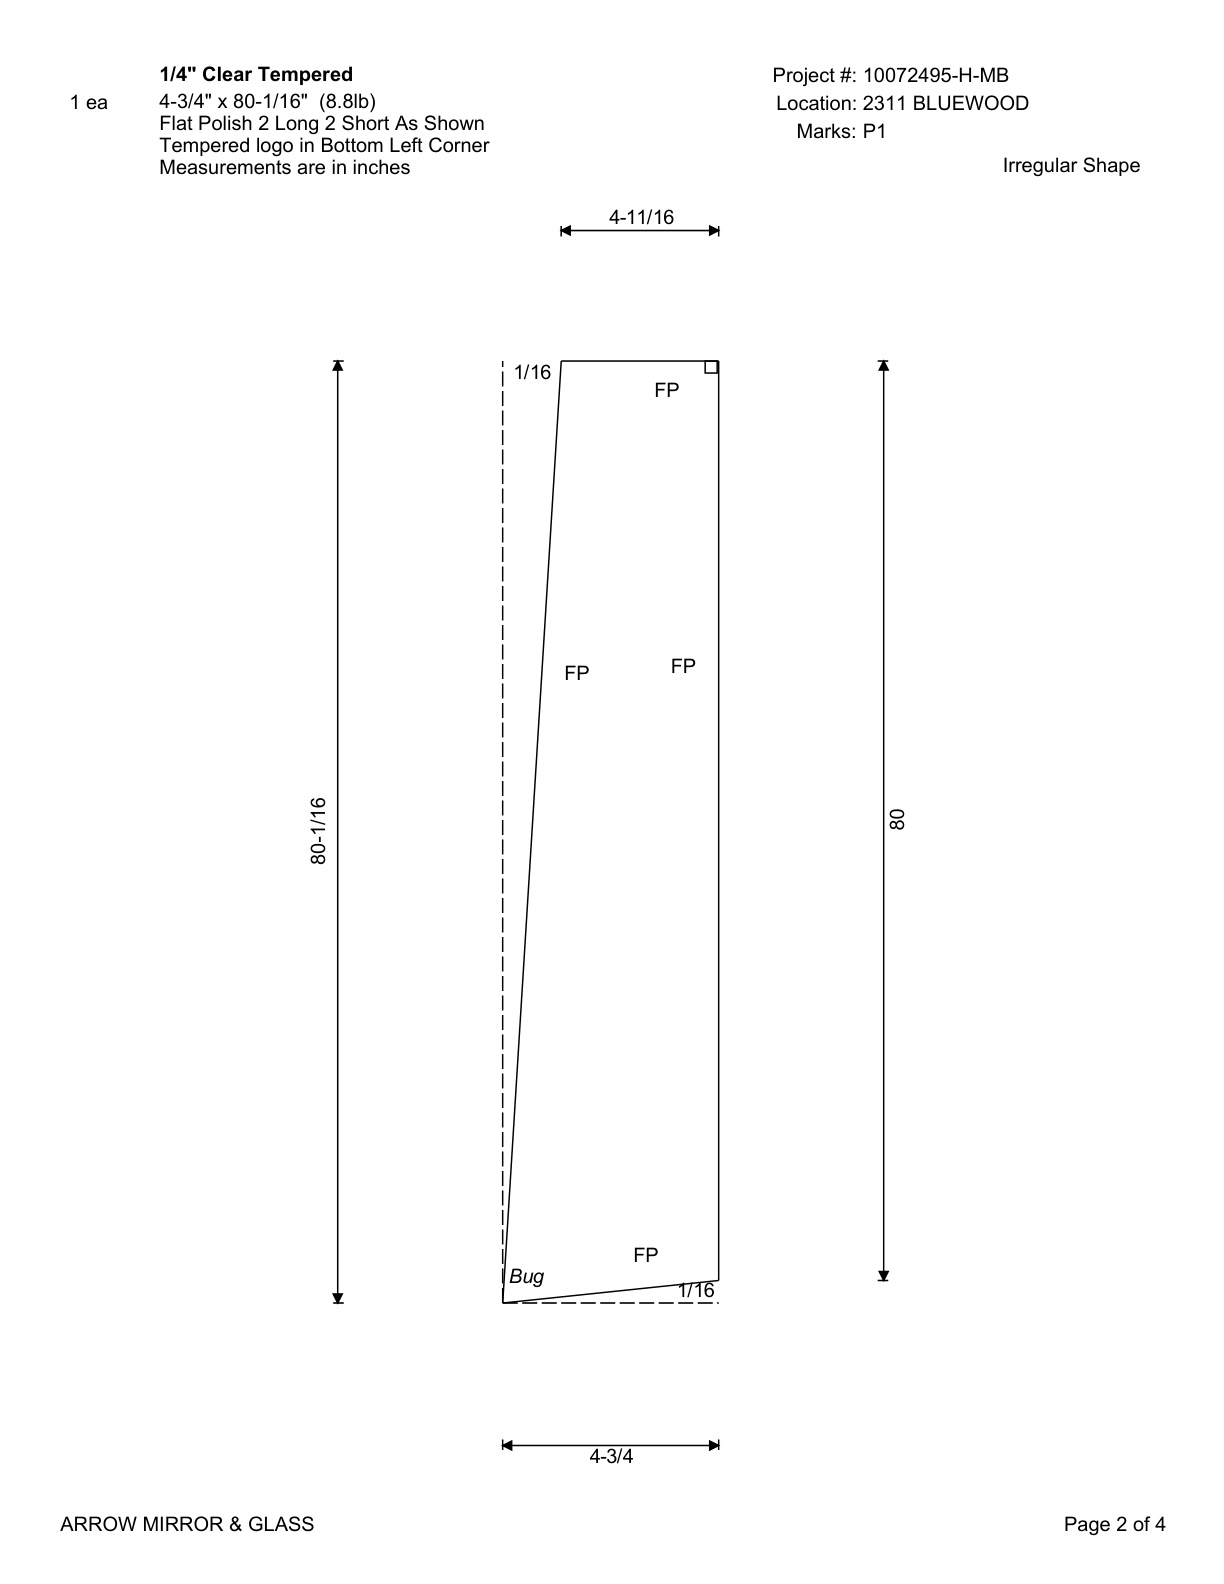 1/4" Clear Tempered
1 ea
4-3/4" x 80-1/16"  (8.8lb)
Flat Polish 2 Long 2 Short As Shown
Tempered logo in Bottom Left Corner
Measurements are in inches
Project #: 10072495-H-MB
Location: 2311 BLUEWOOD
Marks: P1
Irregular Shape
4-11/16
1/16
FP
FP
FP
80-1/16
80
FP
Bug
1/16
4-3/4
ARROW MIRROR & GLASS
Page 2 of 4